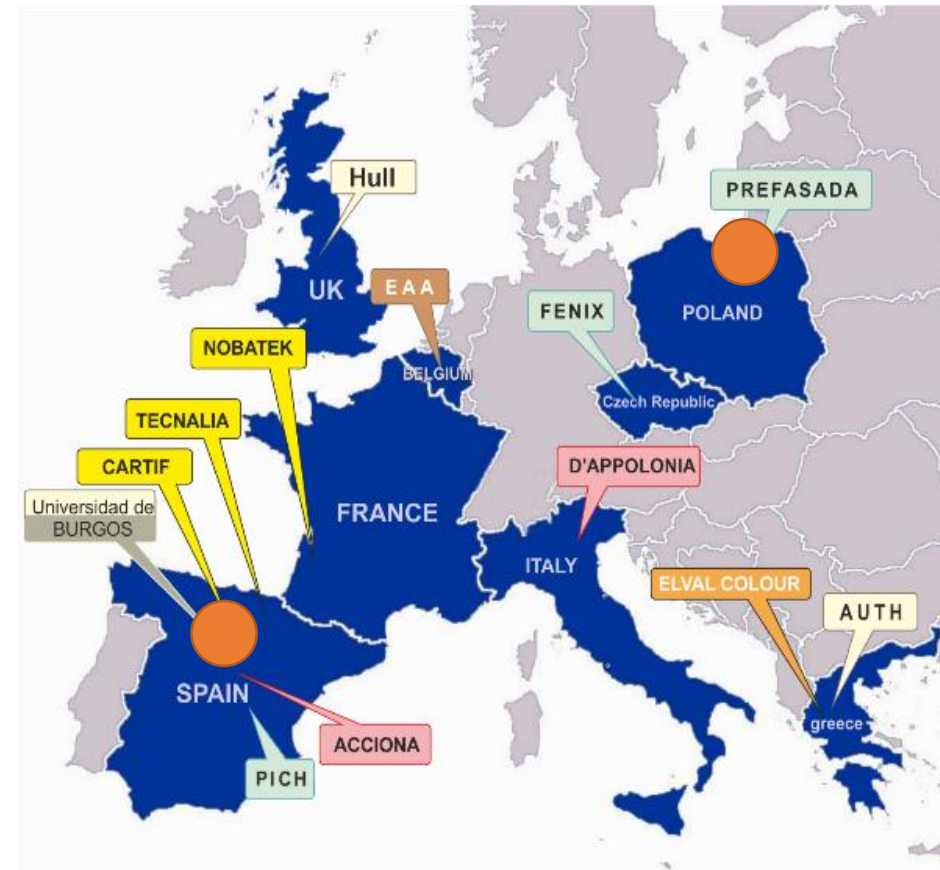 Hull
PREFASADA
UK
EAA
FENIX
POLAND
NOBATEK
BELGIUM
Czech Republic
TECNALIA
CARTIF
D'APPOLONIA
Universidad de
BURGOS
FRANCE
ITALY
ELVAL COLOUR
AUTH
SPAIN
greece
ACCIONA
PICH